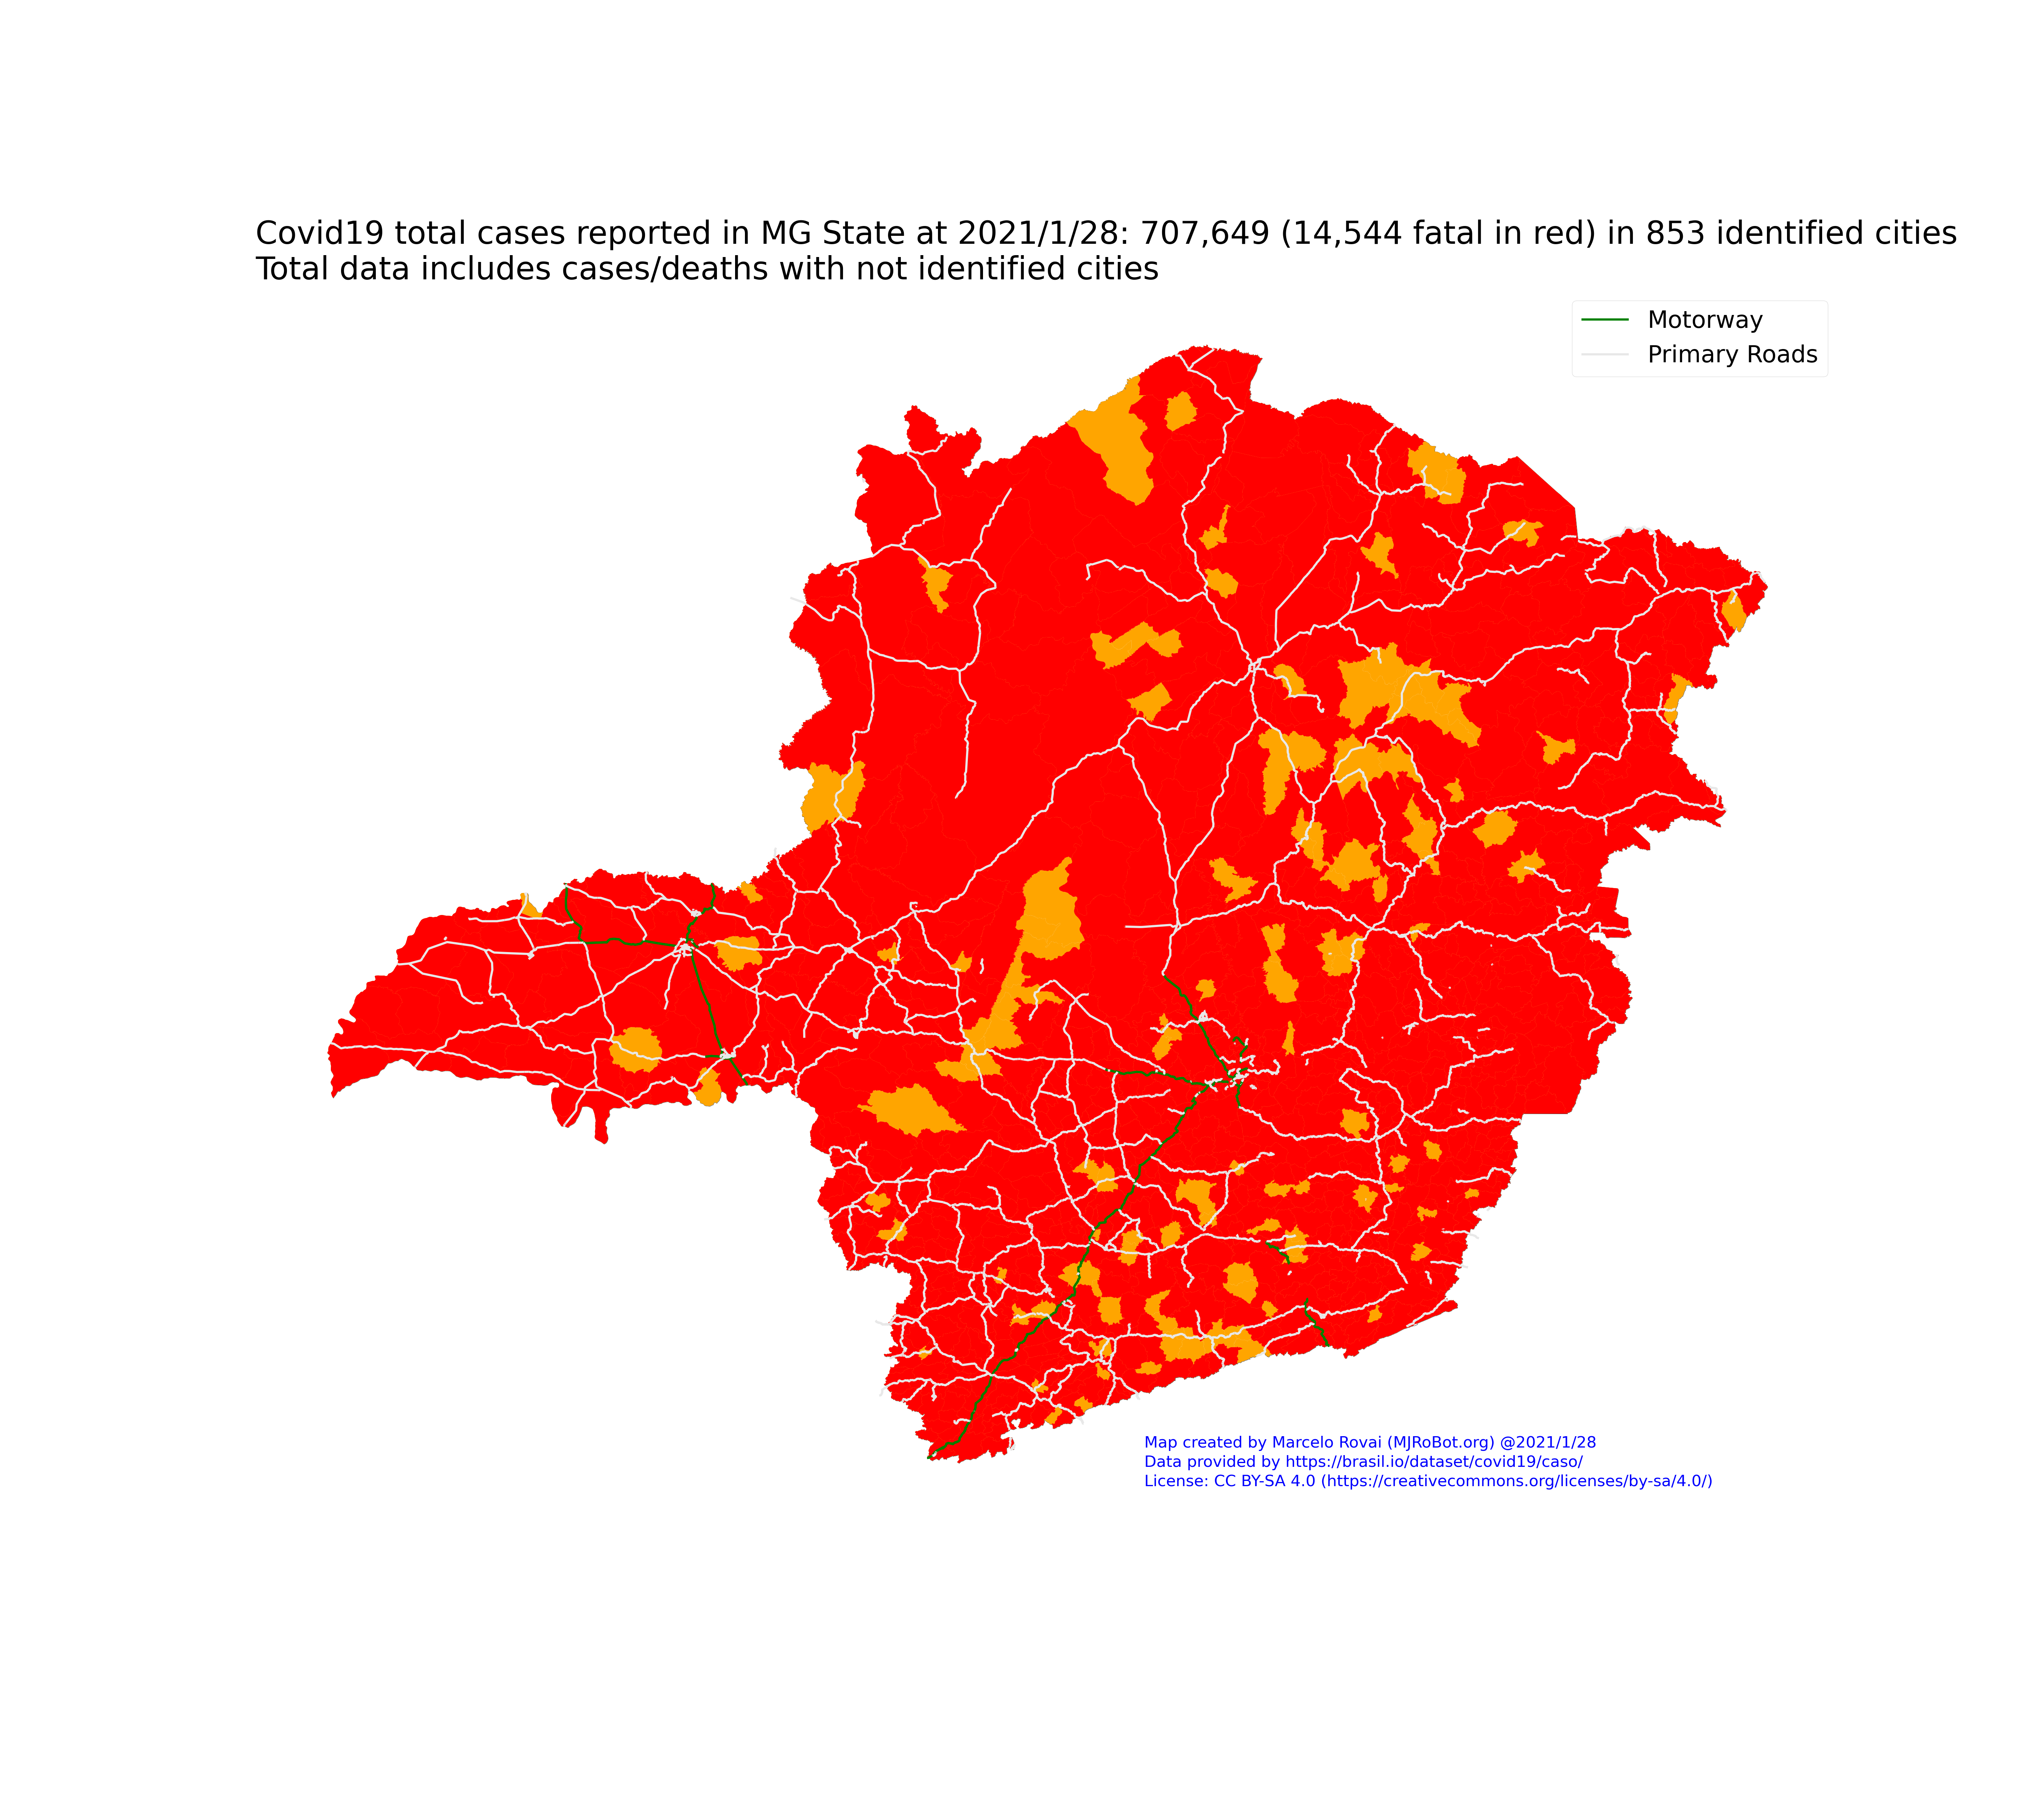 Covid19 total cases reported in MG State at 2021/1/28: 707,649 (14,544 fatal in red) in 853 identified cities
Total data includes cases/deaths with not identified cities
Motorway
Primary Roads
Map created by Marcelo Rovai (MJRoBot.org) @2021/1/28
Data provided by https://brasil.io/dataset/covid19/caso/
License: CC BY-SA 4.0 (https://creativecommons.org/licenses/by-sa/4.0/)